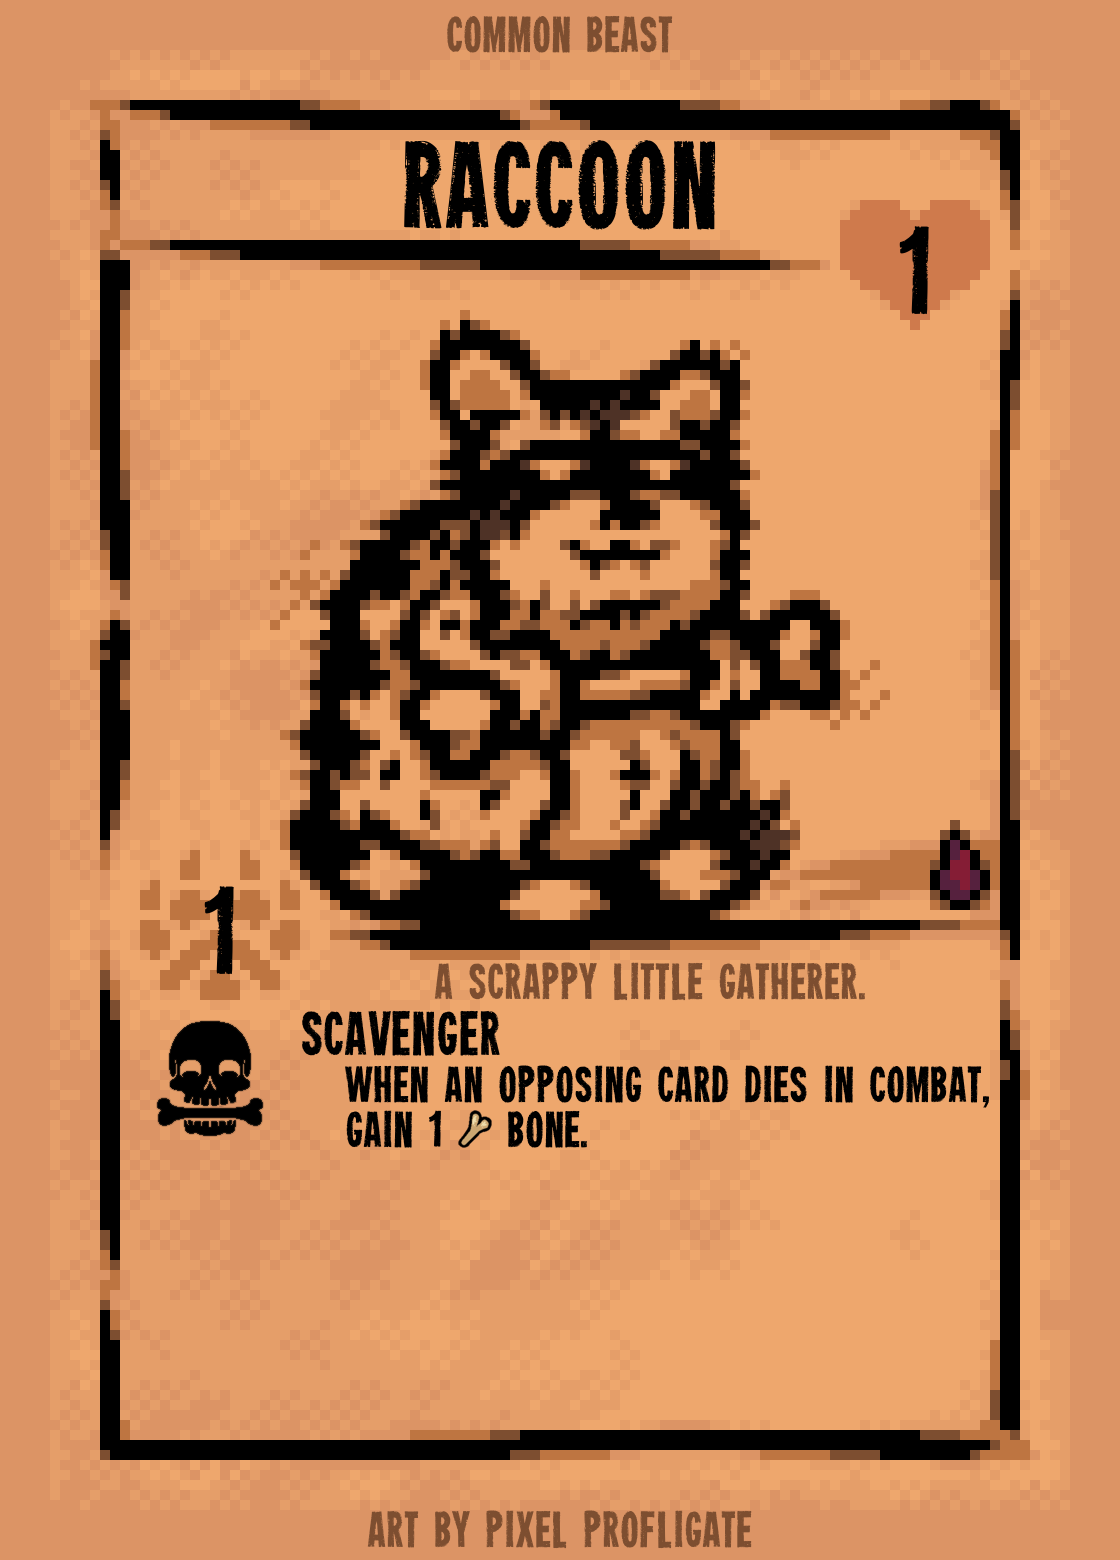 COMMON BEAST
RACCOON
1
1
A SCRAPPY LITTLE GATHERER.
SCAVENGER
WHEN AN OPPOSING CARD DIES IN COMBAT,
GAIN 1 BONE.
ART BY PIXEL PROFLIGATE